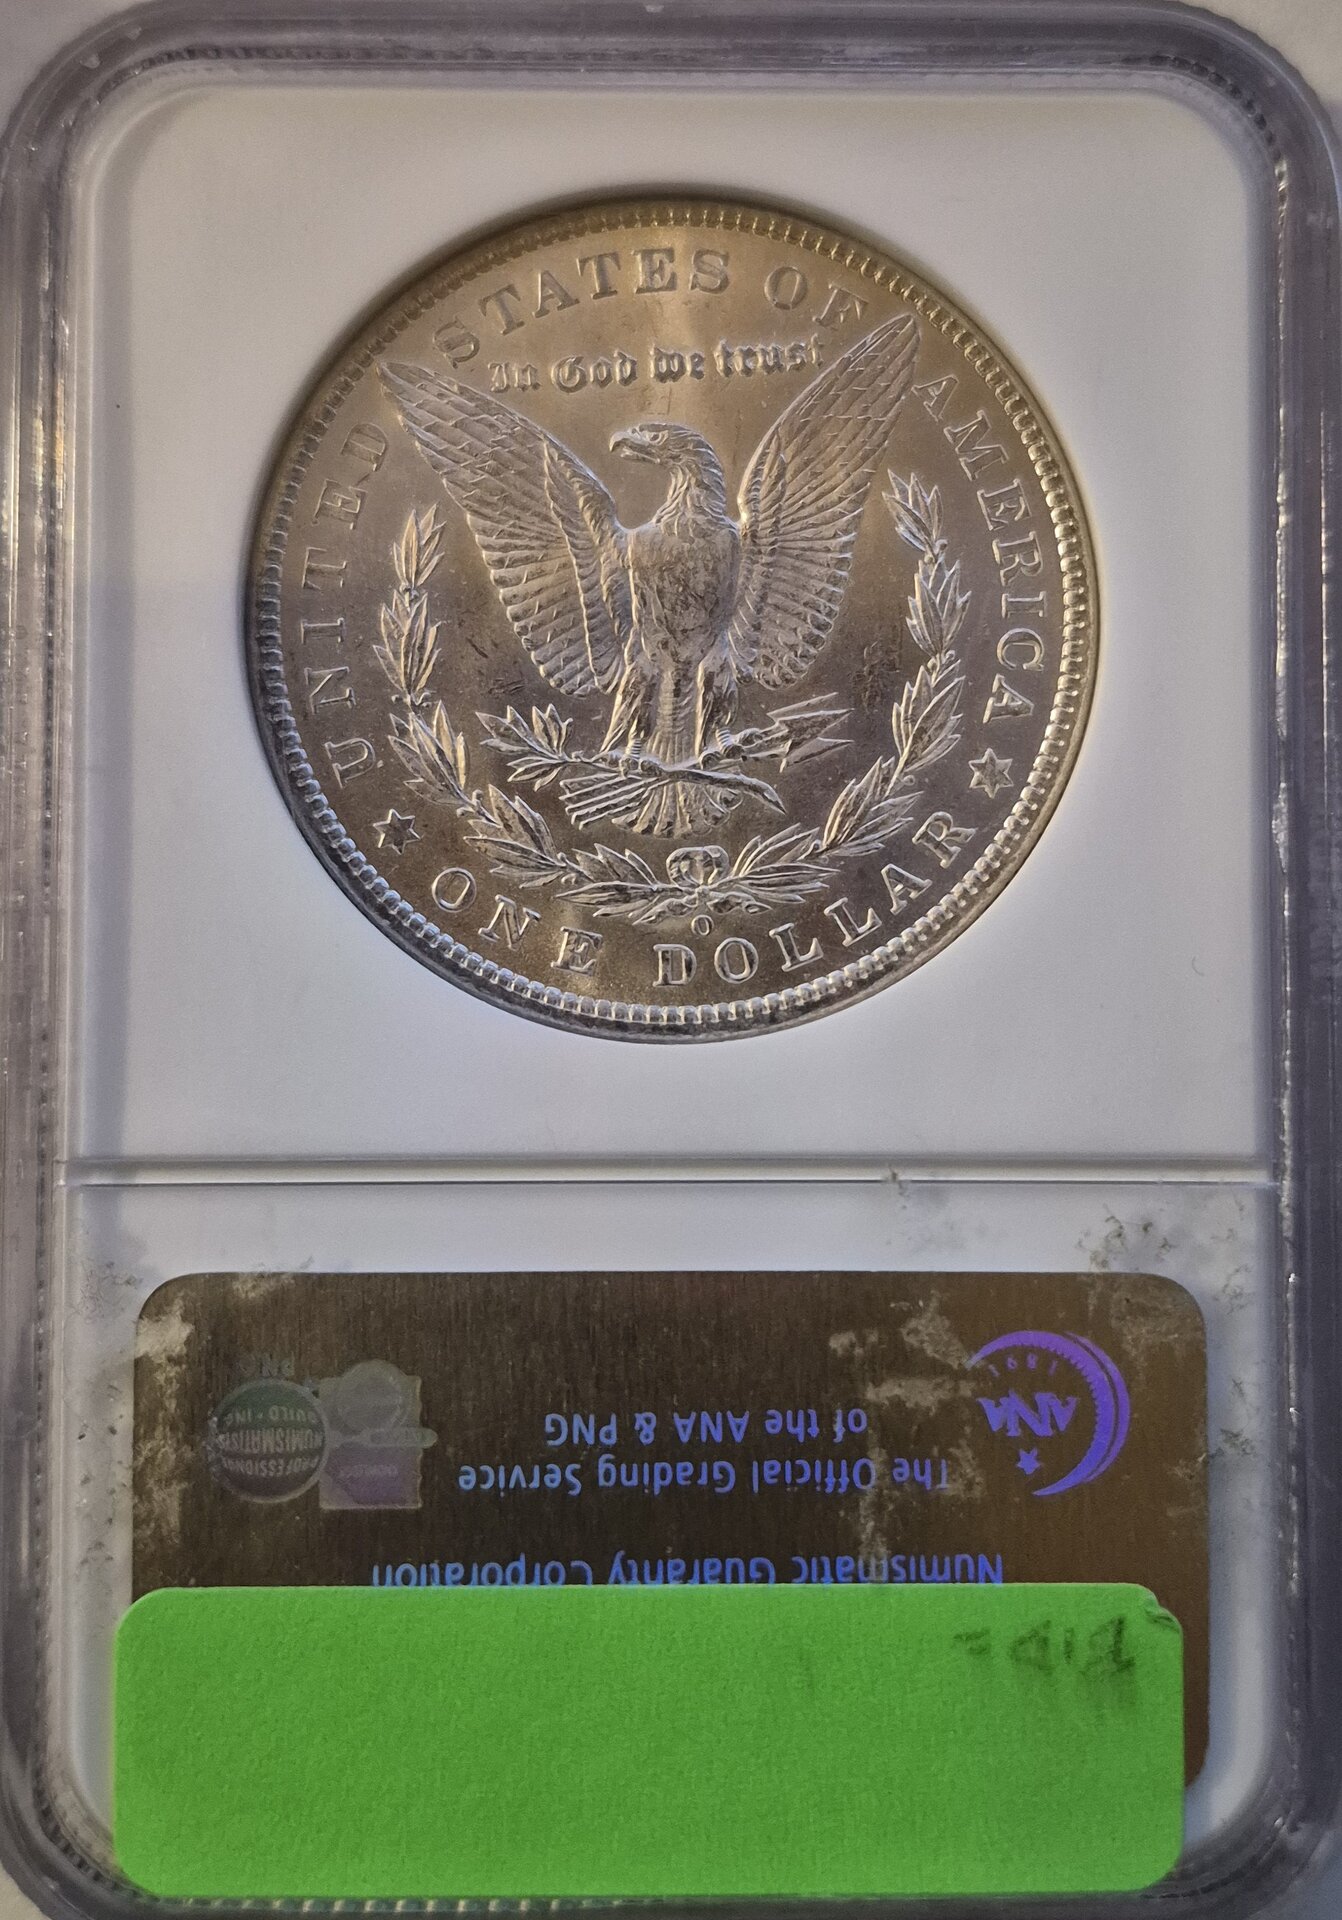 UNITED STATES OF AMERICA
In God we trust
O
ONE DOLLAR
Numismatic Guaranty Corporation
The Official Grading Service
of the ANA & PNG
ANA
1891
PROFESSIONAL
NUMISMATISTS
GUILD • INC
PNG